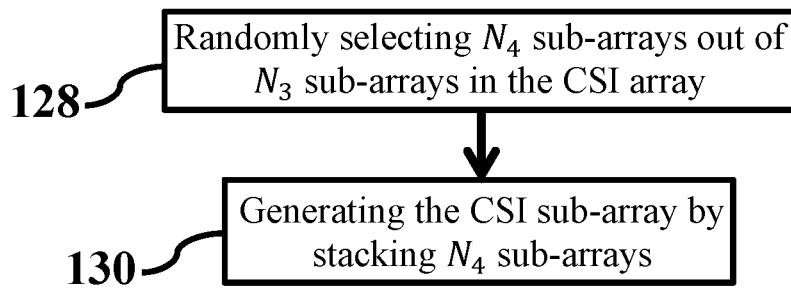 Randomly selecting N₄ sub-arrays out of
N₃ sub-arrays in the CSI array
128
Generating the CSI sub-array by
stacking N₄ sub-arrays
130